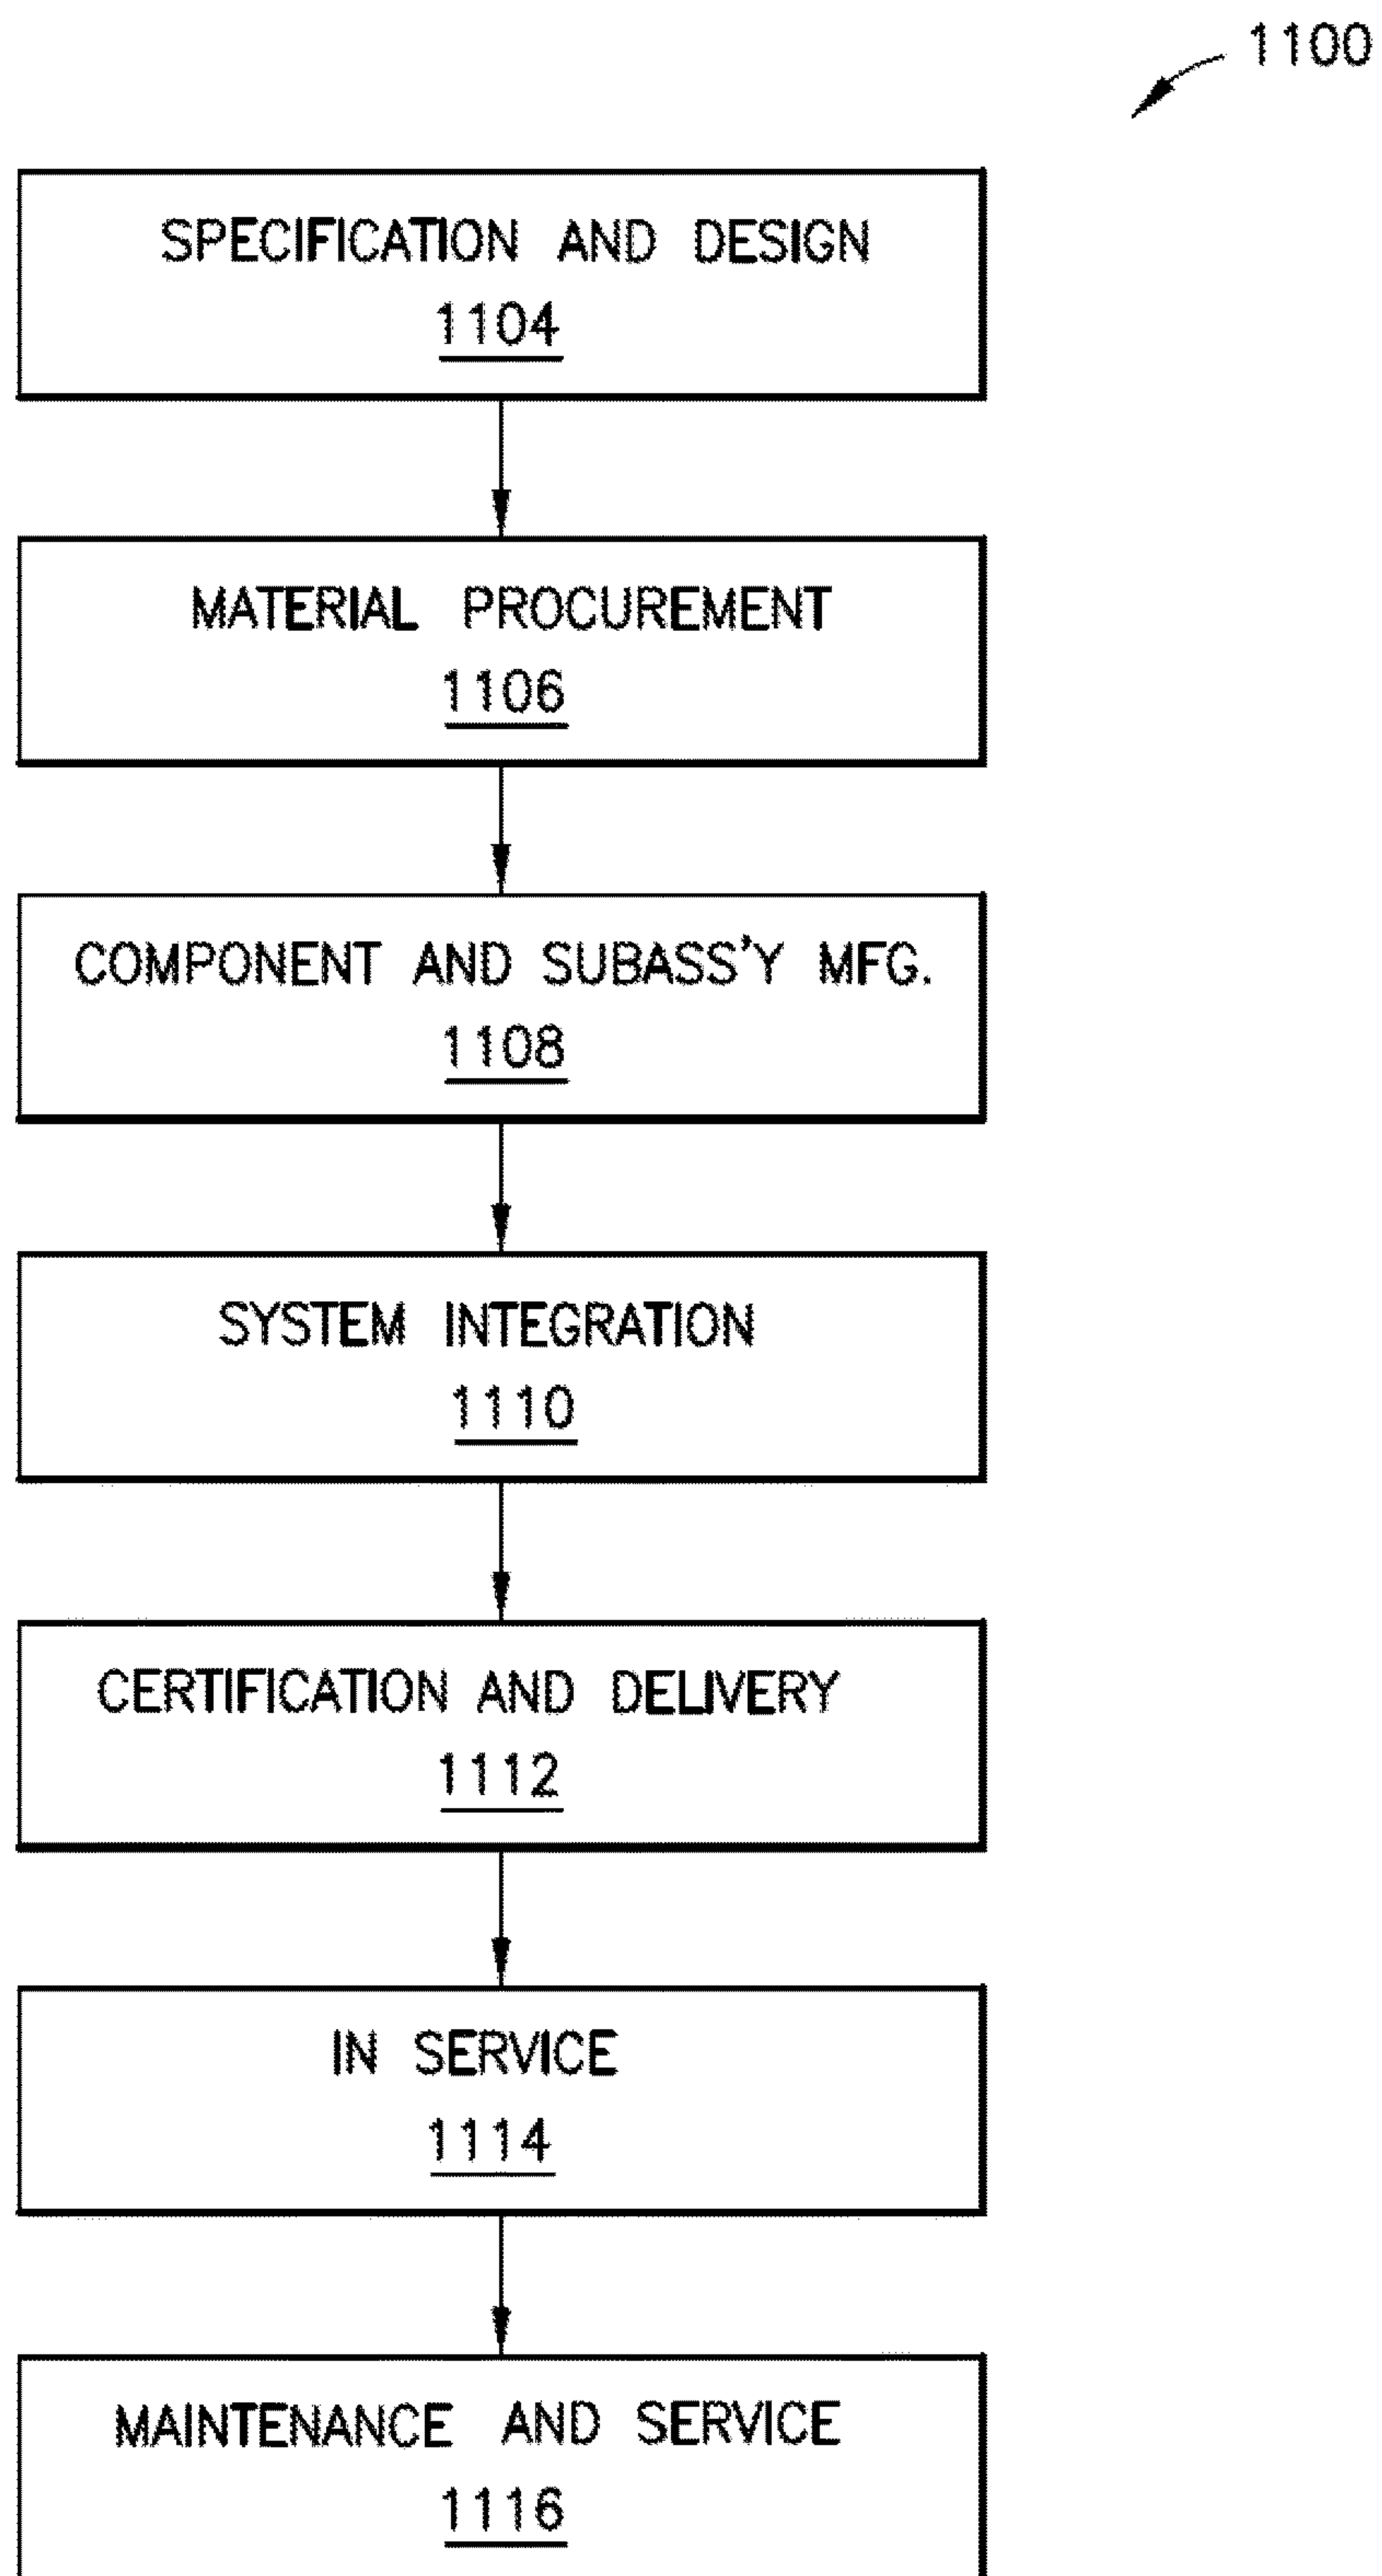 1100
SPECIFICATION AND DESIGN
1104
MATERIAL PROCUREMENT
1106
COMPONENT AND SUBASS'Y MFG.
1108
SYSTEM INTEGRATION
1110
CERTIFICATION AND DELIVERY
1112
IN SERVICE
1114
MAINTENANCE AND SERVICE
1116